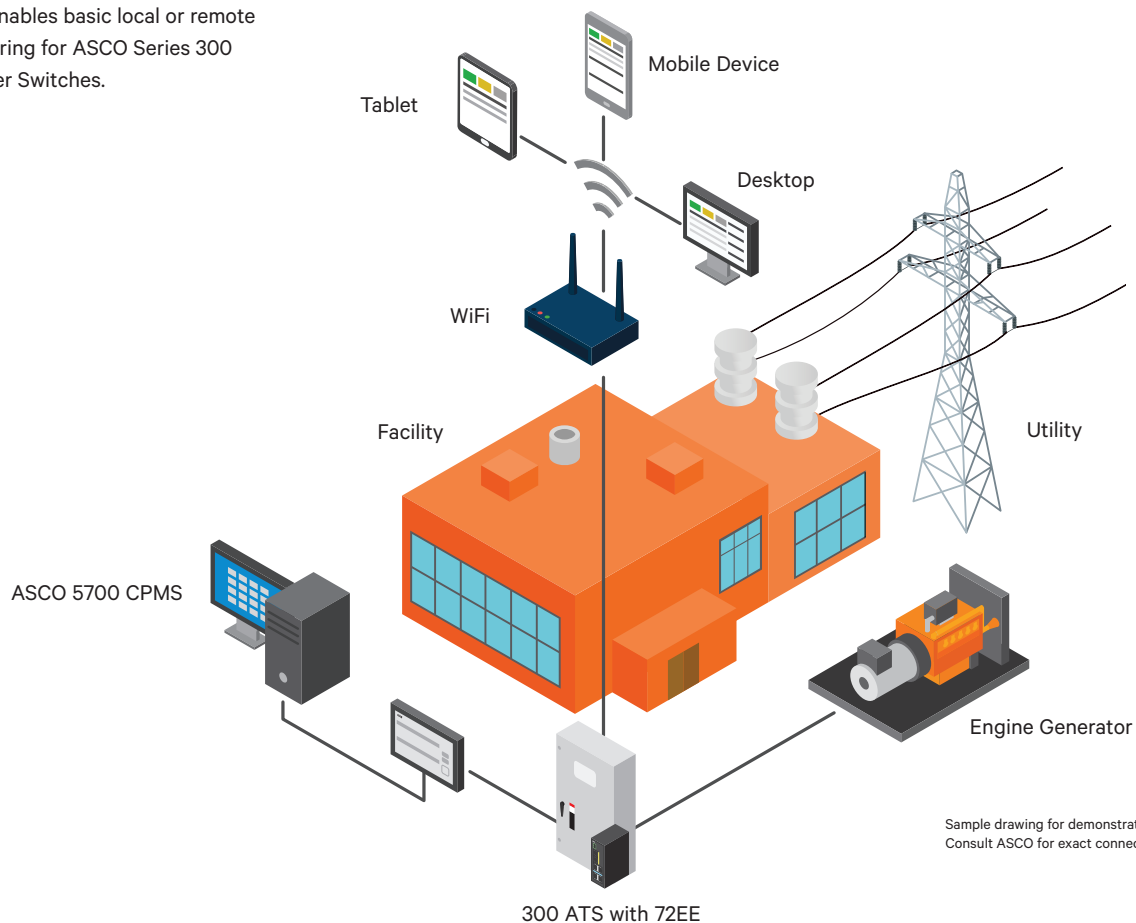 nables basic local or remote
ring for ASCO Series 300
er Switches.
Mobile Device
Tablet
Desktop
WiFi
Facility
Utility
ASCO 5700 CPMS
Engine Generator
Sample drawing for demonstrat
Consult ASCO for exact connec
300 ATS with 72EE